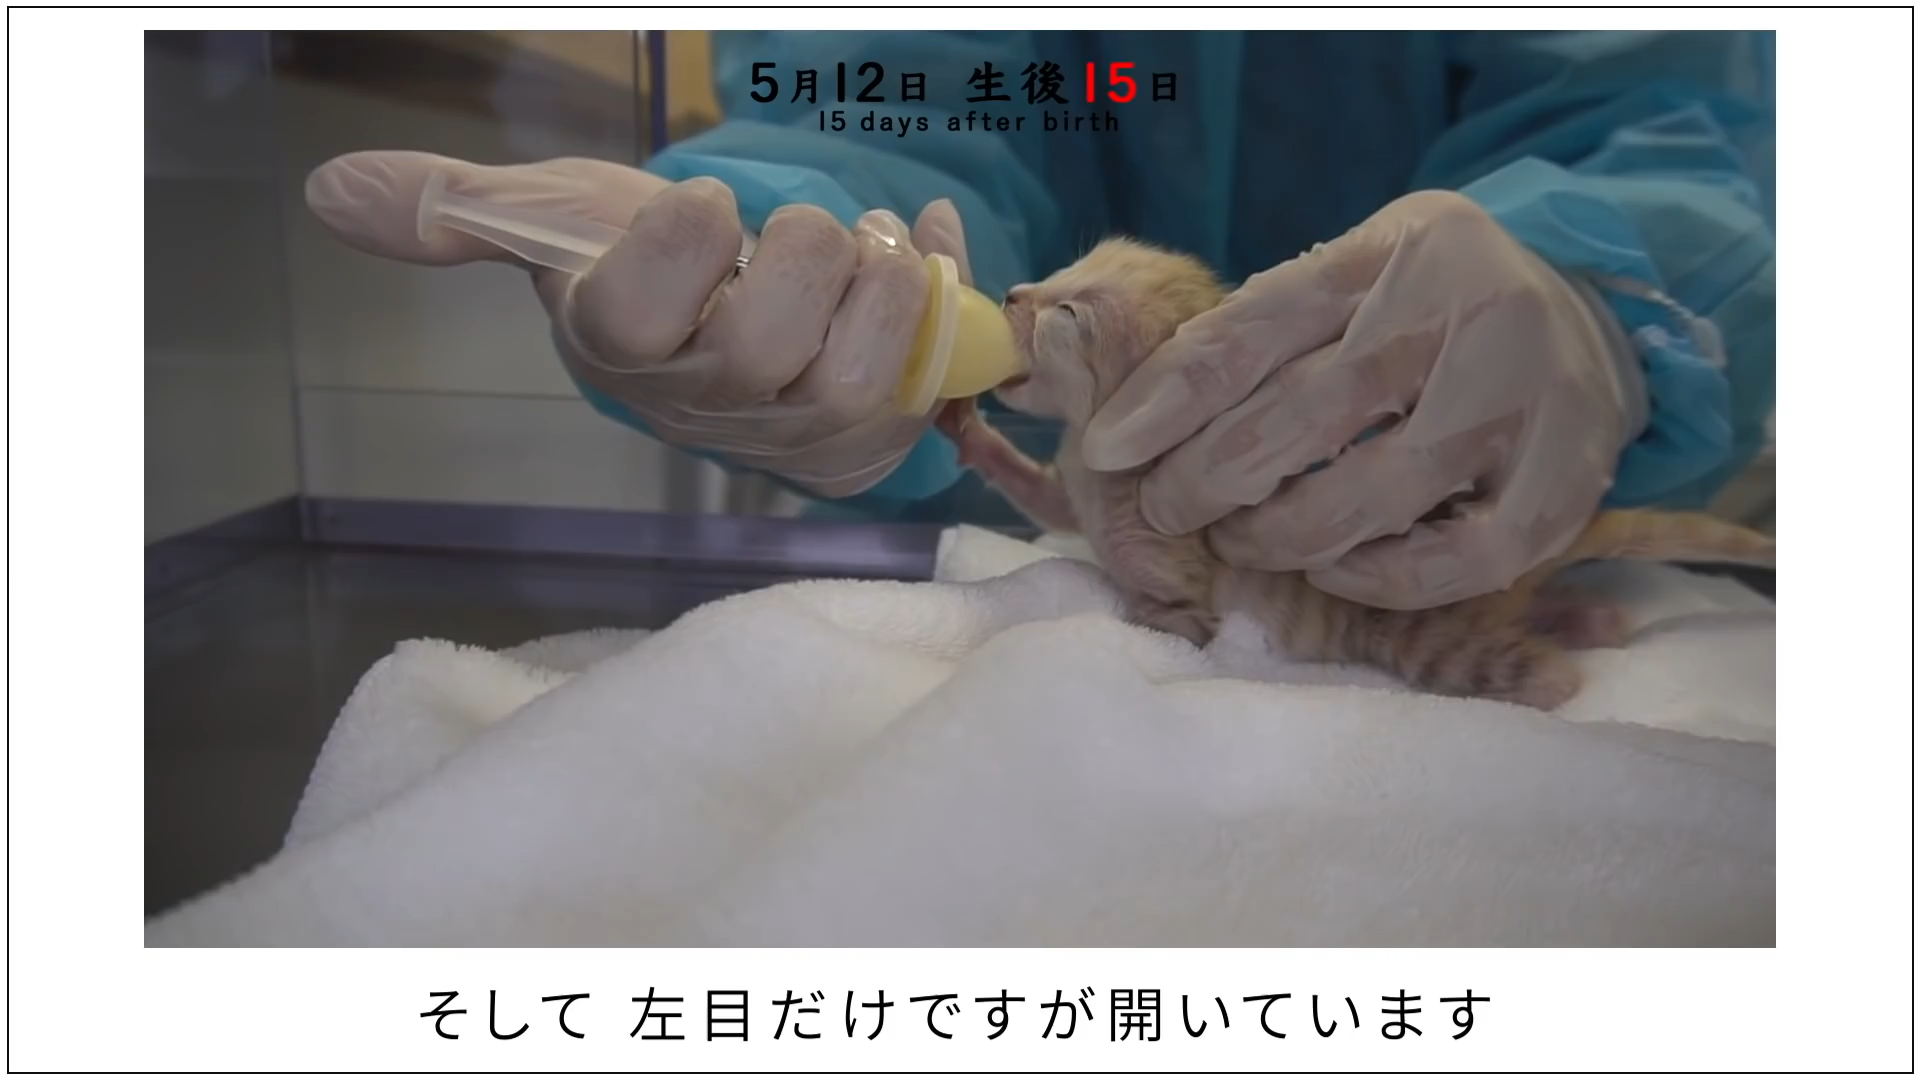 5月12日 生後15日
15 days after birth
そして 左目だけですが開いています